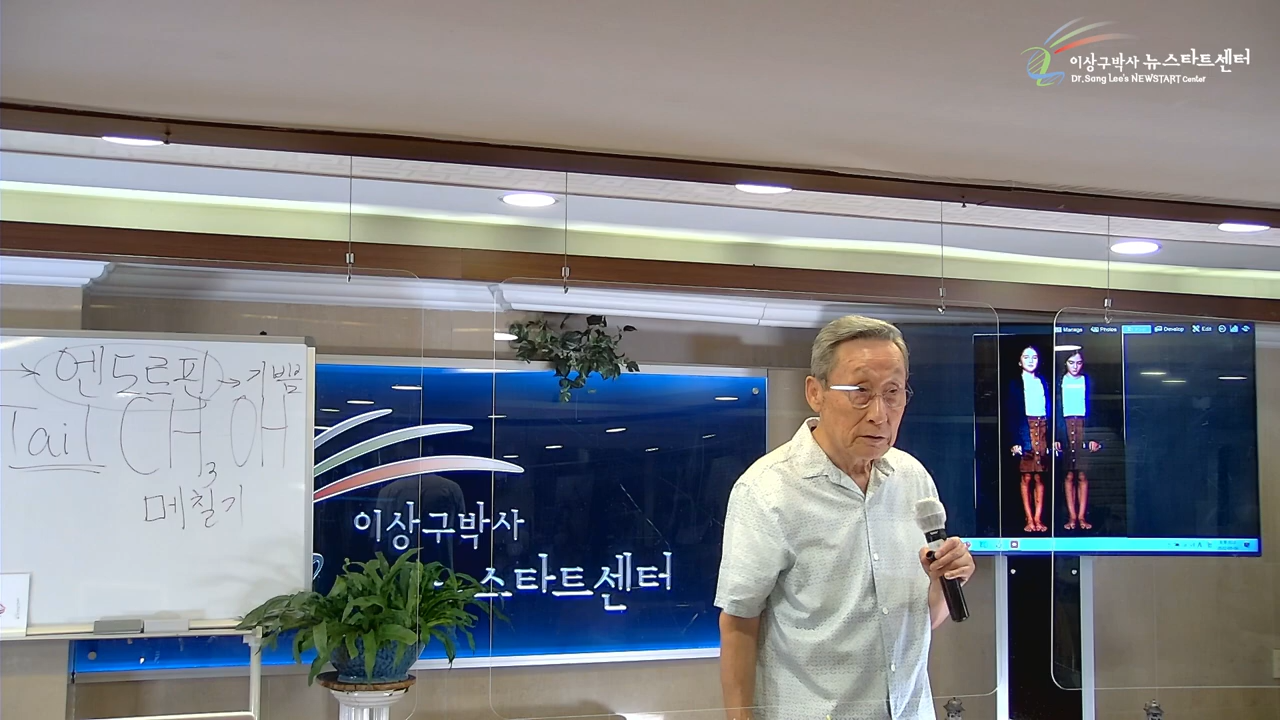 이상구박사 뉴스타트센터
Dr. Sang Lee's NEWSTART Center
→ 엔도르핀 → 기쁨
Tail CH₃OH
메칠기
이상구박사
스타트센터
Manage
Photos
Develop
Edit